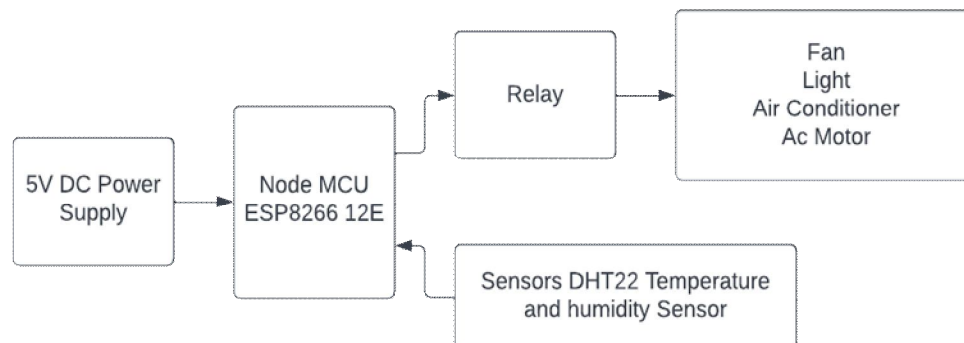 5V DC Power
Supply
Node MCU
ESP8266 12E
Relay
Fan
Light
Air Conditioner
Ac Motor
Sensors DHT22 Temperature
and humidity Sensor